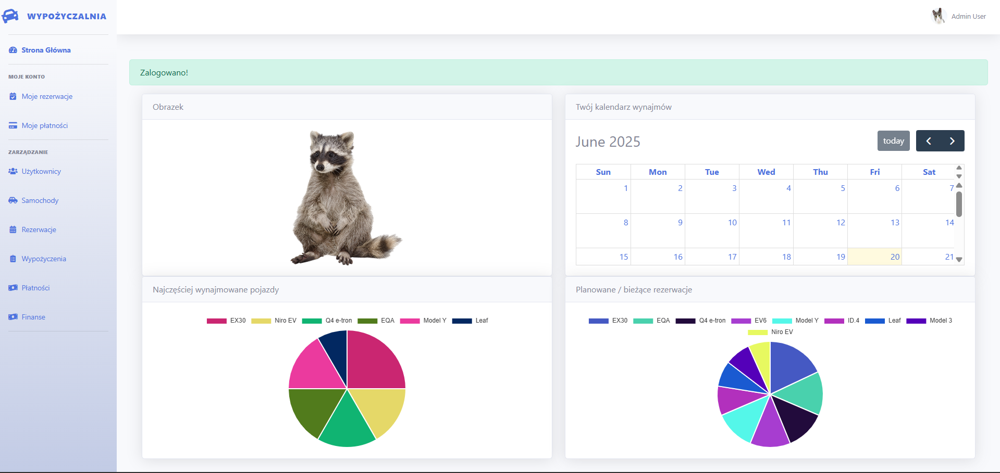 WYPOŻYCZALNIA
Admin User
Strona Główna
MOJE KONTO
Moje rezerwacje
Moje płatności
ZARZĄDZANIE
Użytkownicy
Samochody
Rezerwacje
Wypożyczenia
Płatności
Finanse
Zalogowano!
Obrazek
Twój kalendarz wynajmów
June 2025
today
Sun Mon Tue Wed Thu Fri Sat
1 2 3 4 5 6 7
8 9 10 11 12 13 14
15 16 17 18 19 20 21
Najczęściej wynajmowane pojazdy
EX30 Niro EV Q4 e-tron EQA Model Y Leaf
Planowane / bieżące rezerwacje
EX30 EQA Q4 e-tron EV6 Model Y ID.4 Leaf Model 3
Niro EV